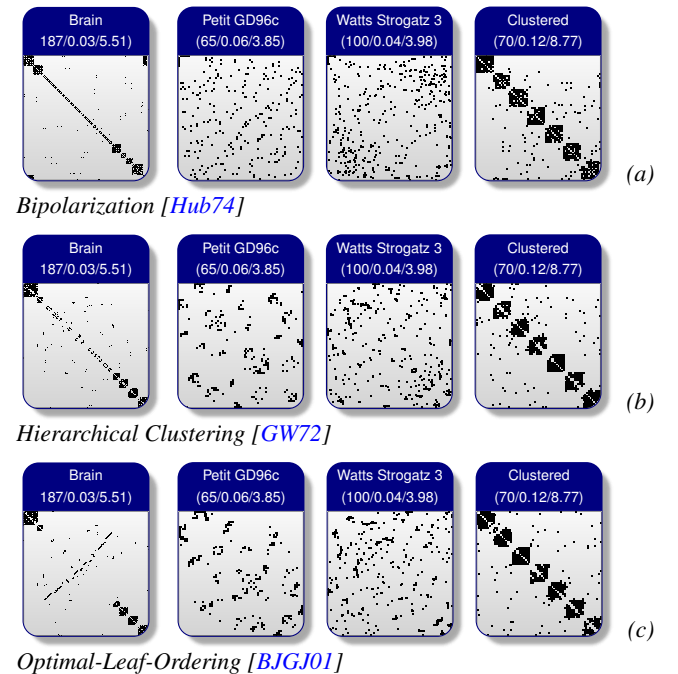 Brain Petit GD96c Watts Strogatz 3 Clustered
187/0.03/5.51) (65/0.06/3.85) (100/0.04/3.98) (70/0.12/8.77)
(a)
Bipolarization [Hub74]
Brain Petit GD96c Watts Strogatz 3 Clustered
187/0.03/5.51) (65/0.06/3.85) (100/0.04/3.98) (70/0.12/8.77)
(b)
Hierarchical Clustering [GW72]
Brain Petit GD96c Watts Strogatz 3 Clustered
187/0.03/5.51) (65/0.06/3.85) (100/0.04/3.98) (70/0.12/8.77)
(c)
Optimal-Leaf-Ordering [BJGJ01]